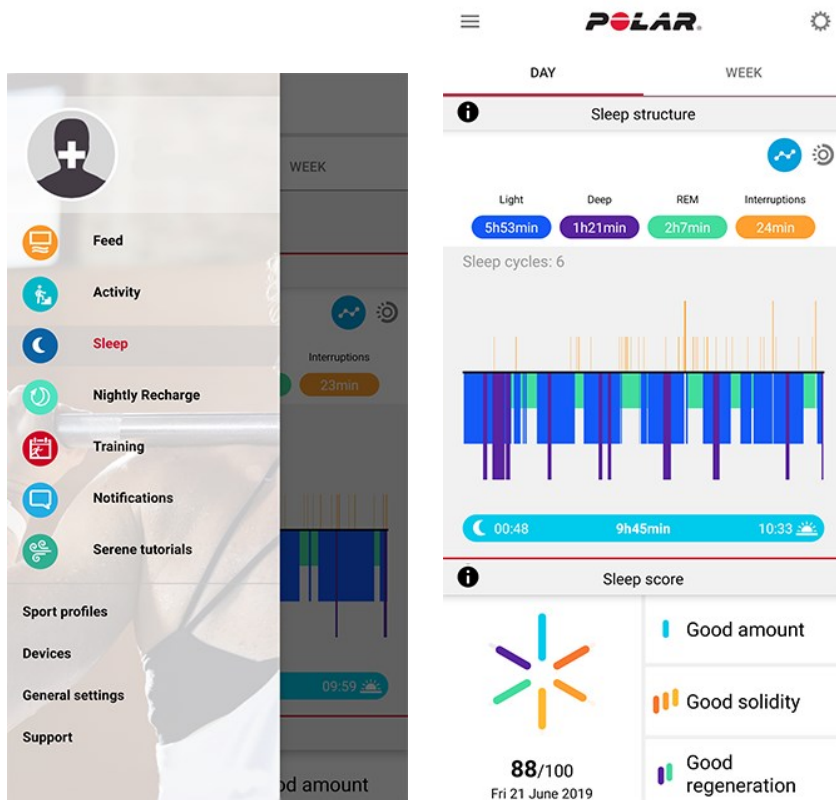 WEEK
Feed
Activity
Sleep
Interruptions
Nightly Recharge
23min
Training
Notifications
Serene tutorials
Sport profiles
Devices
09:59
General settings
Support
od amount
POLAR.
DAY WEEK
Sleep structure
Light Deep REM Interruptions
5h53min 1h21min 2h7min 24min
Sleep cycles: 6
00:48 9h45min 10:33
Sleep score
Good amount
Good solidity
88/100
Fri 21 June 2019
Good
regeneration